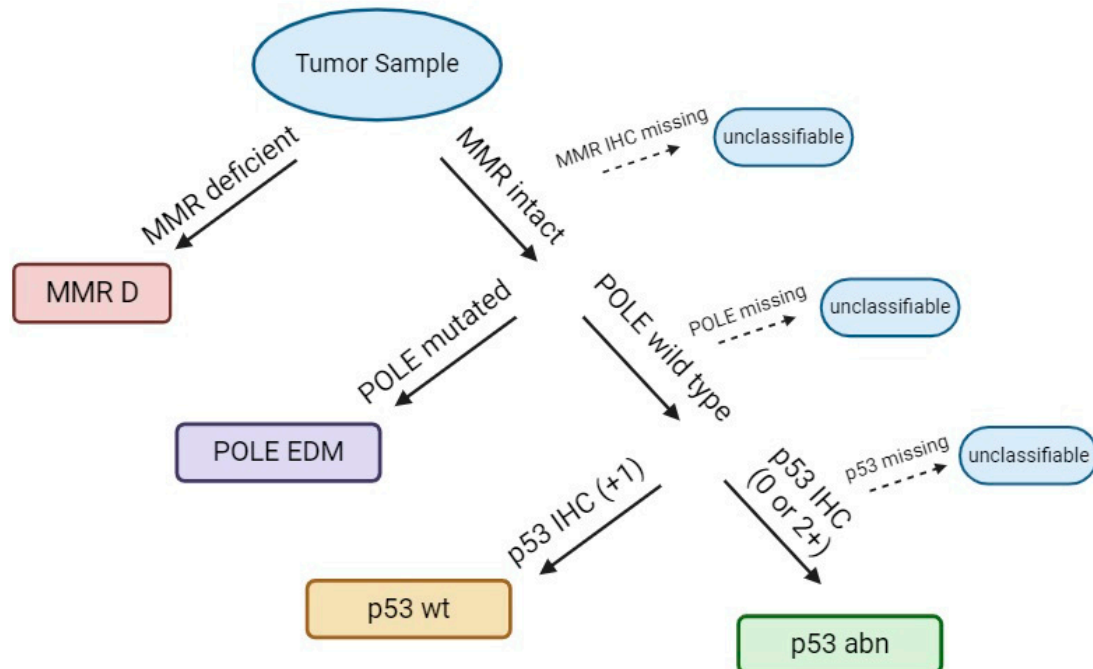 Tumor Sample
MMR deficient
MMR intact
MMR IHC missing
unclassifiable
MMR D
POLE mutated
POLE wild type
POLE missing
unclassifiable
POLE EDM
p53 IHC (+1)
p53 IHC
(0 or 2+)
p53 missing
unclassifiable
p53 wt
p53 abn